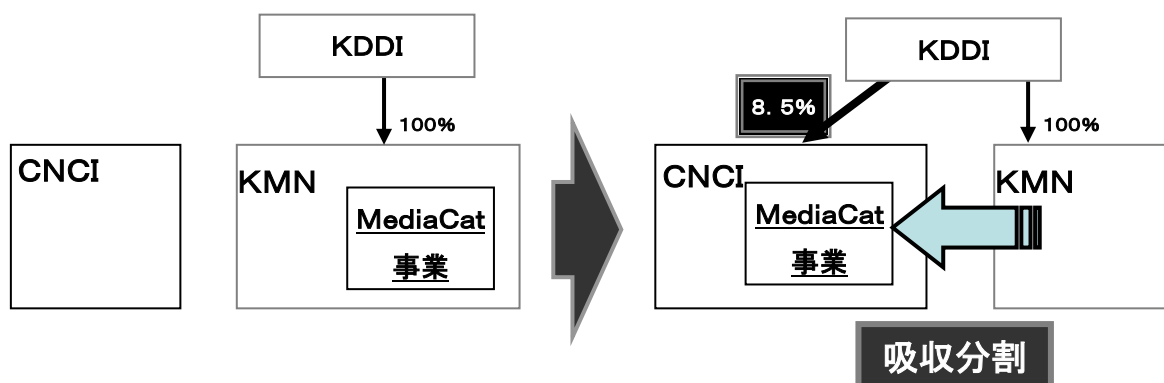 KDDI
100%
CNCI
KMN
MediaCat
事業
KDDI
8.5%
100%
CNCI
KMN
MediaCat
事業
吸収分割